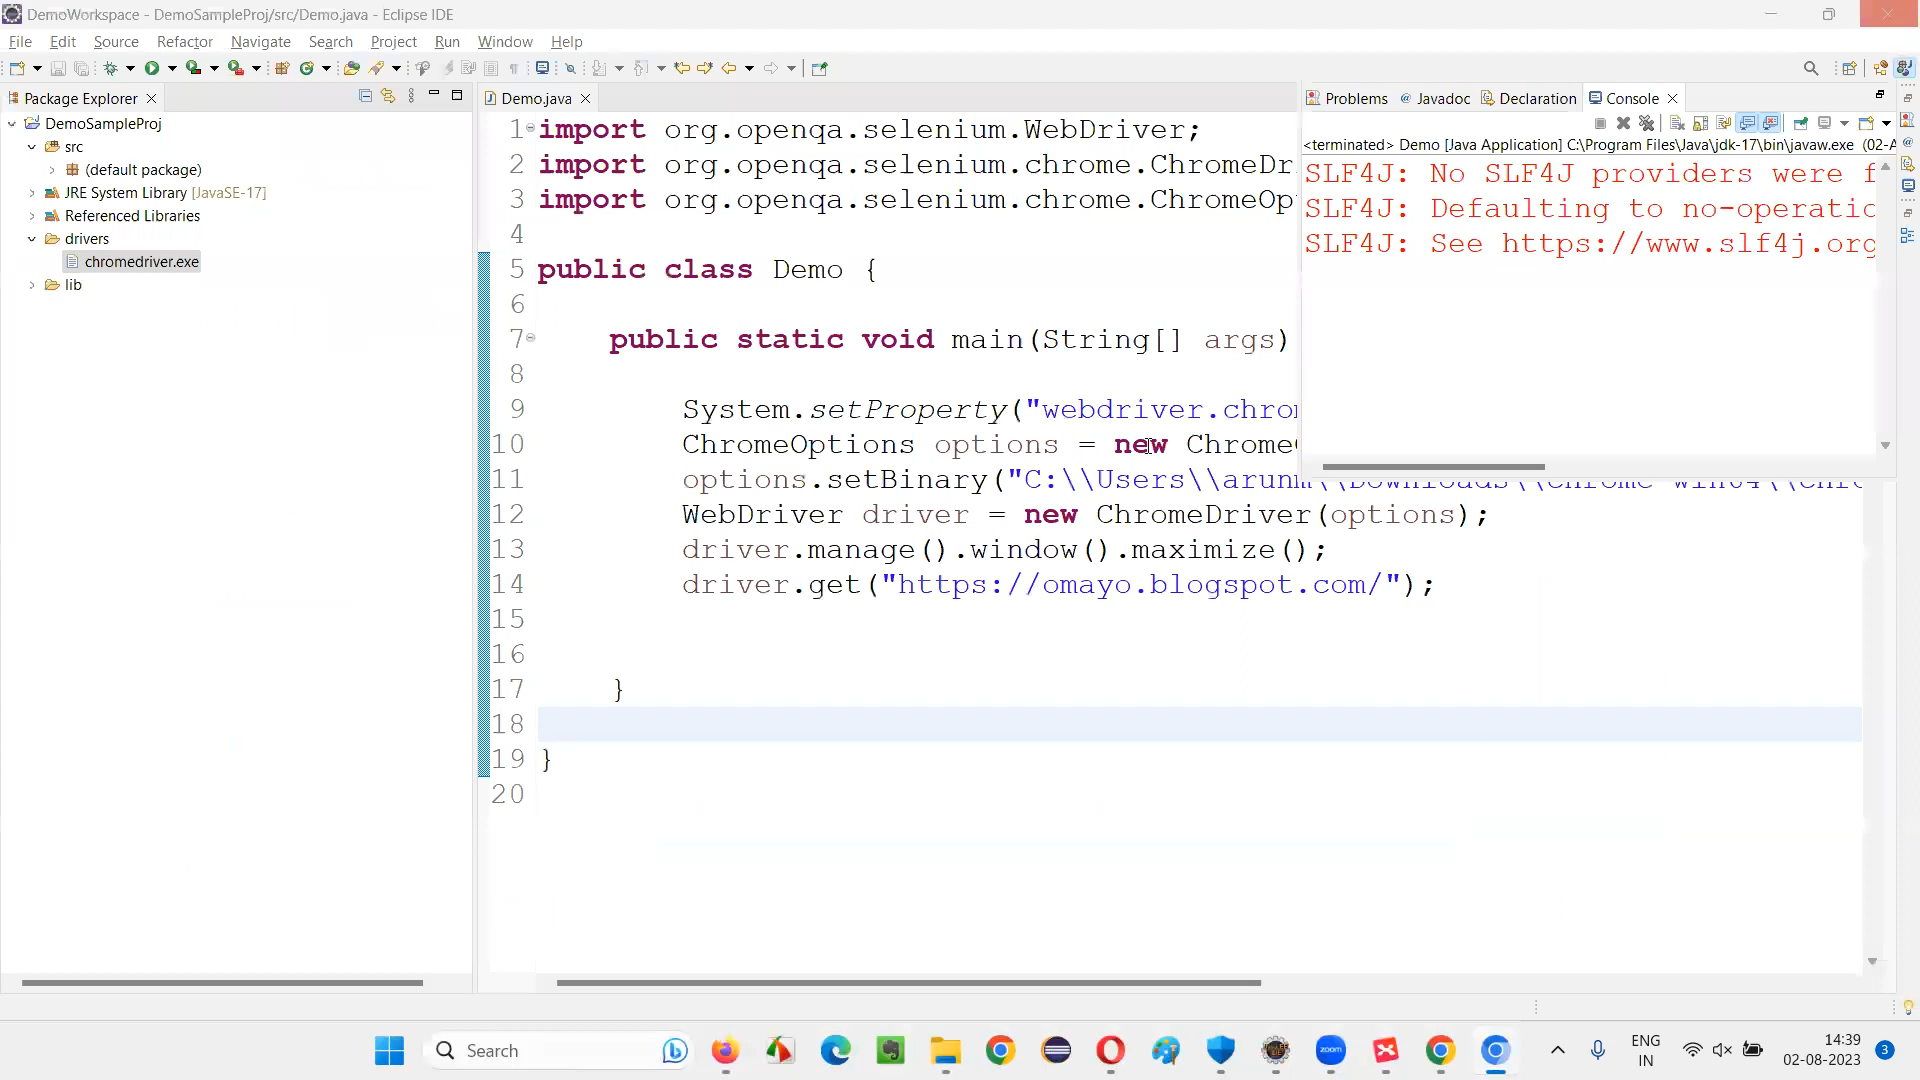 DemoWorkspace - DemoSampleProj/src/Demo.java - Eclipse IDE
File Edit Source Refactor Navigate Search Project Run Window Help
Package Explorer
DemoSampleProj
src
(default package)
JRE System Library [JavaSE-17]
Referenced Libraries
drivers
chromedriver.exe
lib
Demo.java
1 import org.openqa.selenium.WebDriver;
2 import org.openqa.selenium.chrome.ChromeDr
3 import org.openqa.selenium.chrome.ChromeOp
4
5 public class Demo {
6
7 public static void main(String[] args)
8
9 System.setProperty("webdriver.chro
10 ChromeOptions options = new Chrome
11 options.setBinary("C:\\Users\\arunm\\Downloads\\chrome-win64\\chr
12 WebDriver driver = new ChromeDriver(options);
13 driver.manage().window().maximize();
14 driver.get("https://omayo.blogspot.com/");
15
16
17 }
18
19 }
20
Problems Javadoc Declaration Console
<terminated> Demo [Java Application] C:\Program Files\Java\jdk-17\bin\javaw.exe (02-A
SLF4J: No SLF4J providers were f
SLF4J: Defaulting to no-operatio
SLF4J: See https://www.slf4j.org
Search
zoom
ENG
IN
14:39
02-08-2023
3